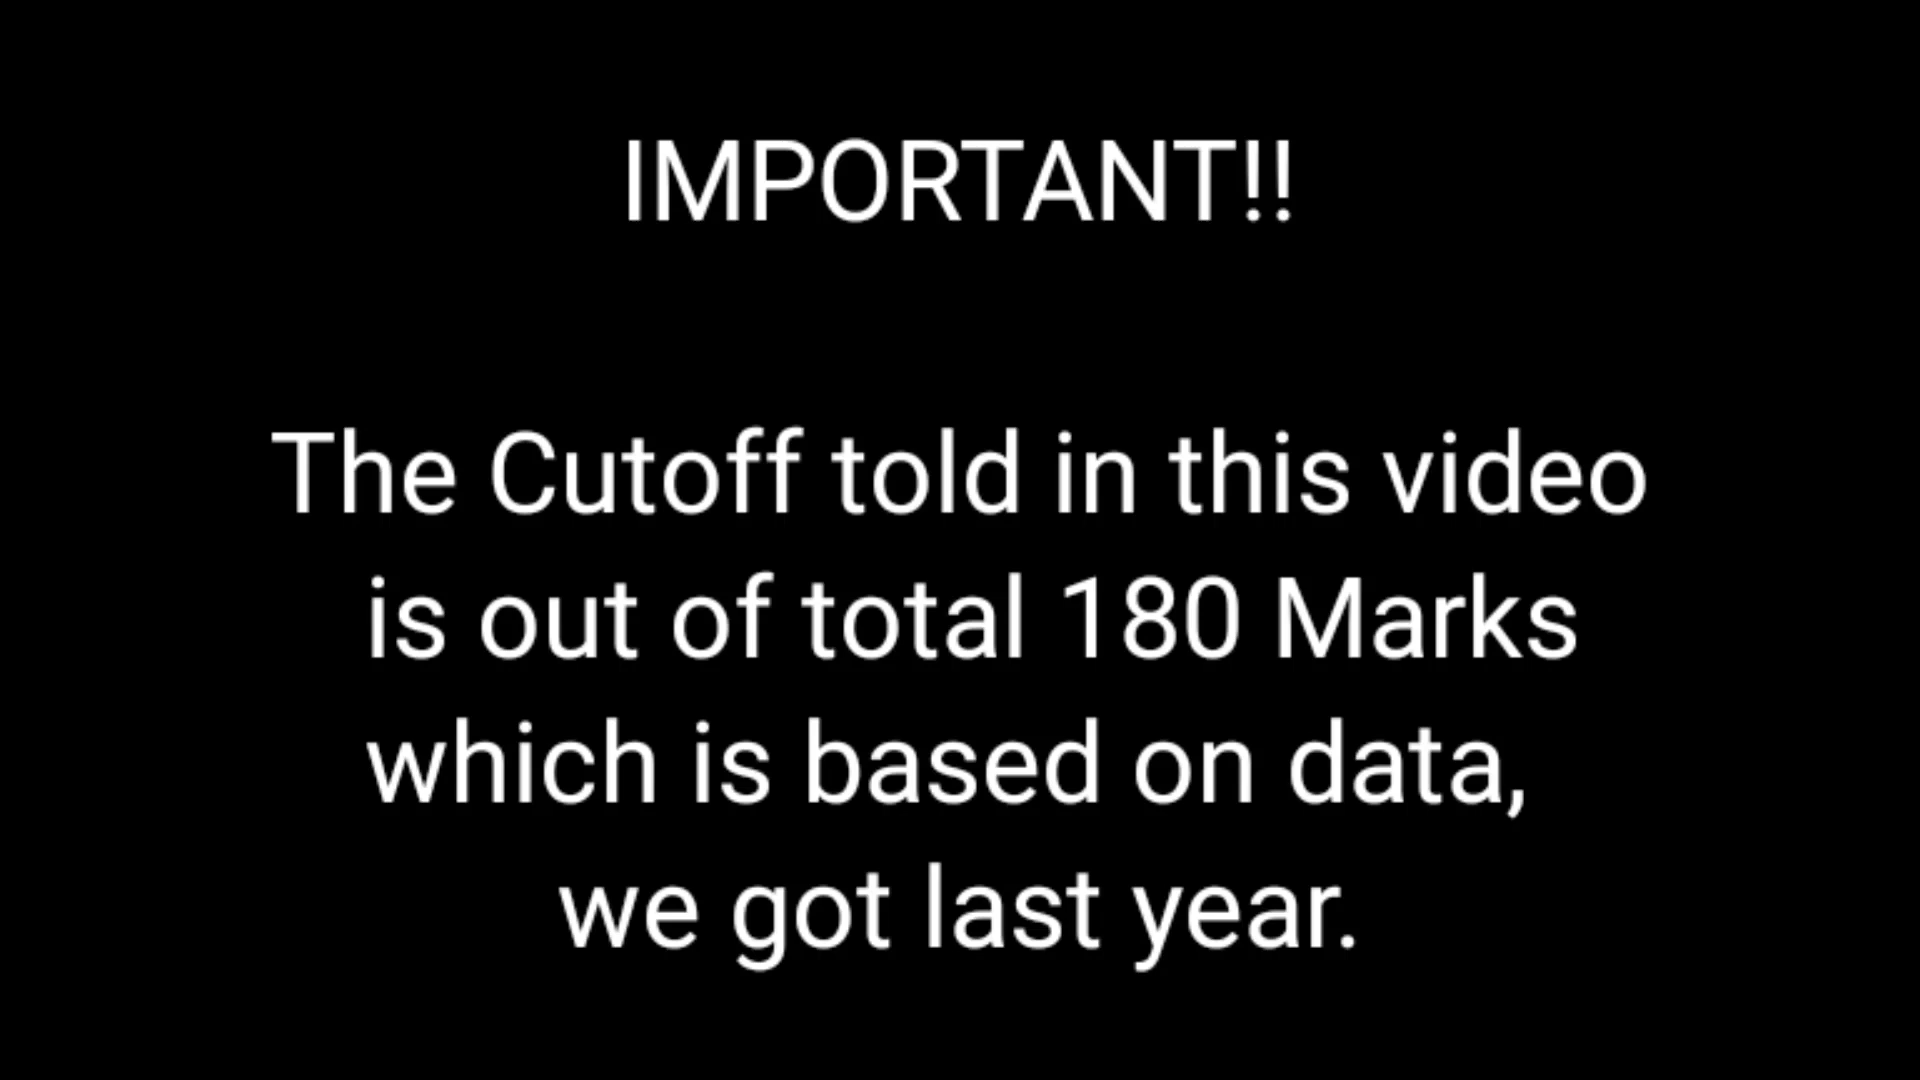 IMPORTANT!!
The Cutoff told in this video
is out of total 180 Marks
which is based on data,
we got last year.